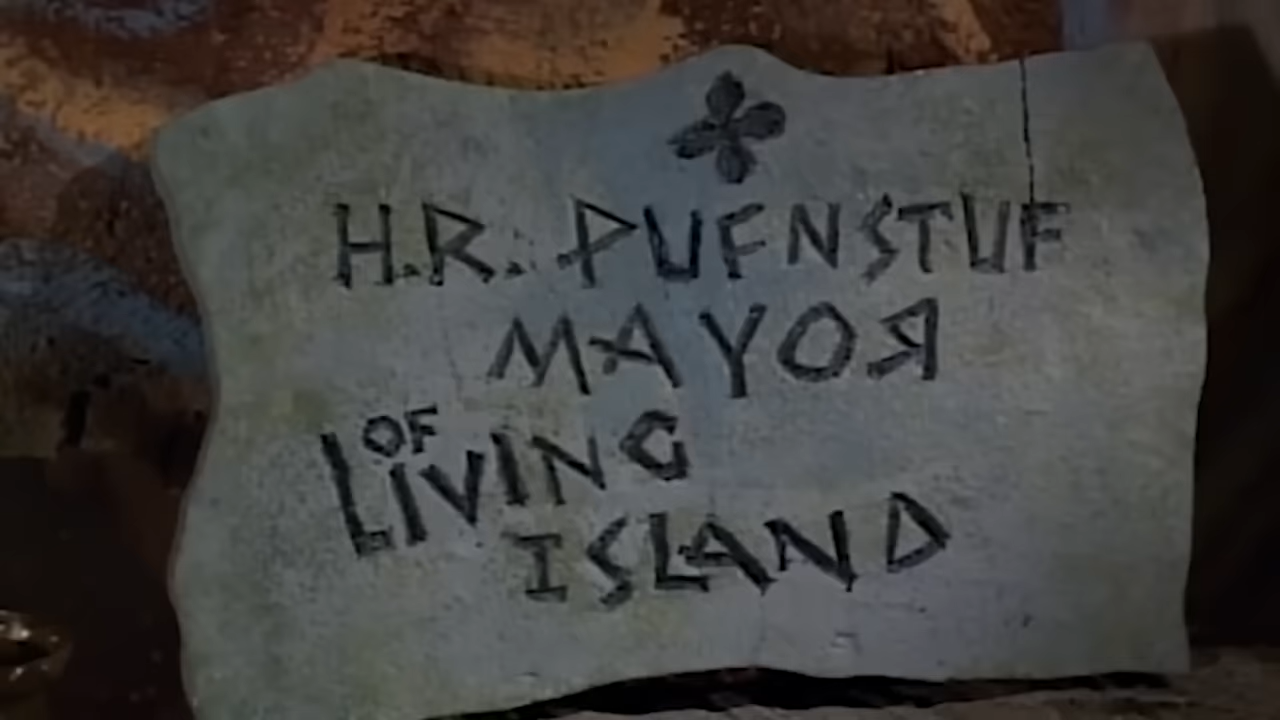 H.R. PUFNSTUF
MAYOR
OF
LIVING
ISLAND